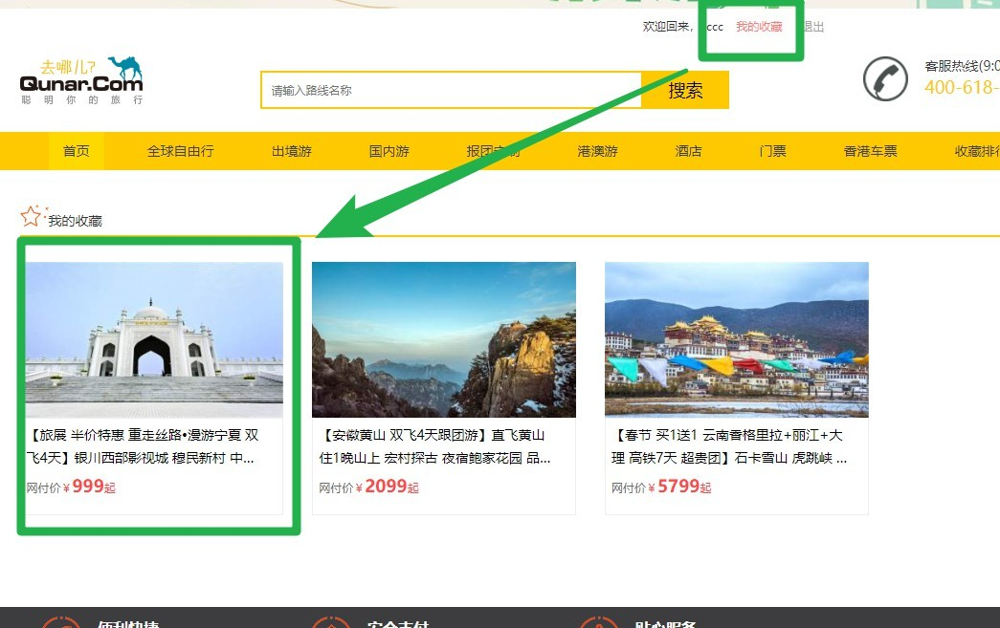 欢迎回来，ccc 我的收藏 退出
去哪儿?
Qunar.Com
聪明你的旅行
请输入路线名称
搜索
客服热线(9:0
400-618-
首页 全球自由行 出境游 国内游 报团定制 港澳游 酒店 门票 香港车票 收藏排行
我的收藏
【旅展 半价特惠 重走丝路•漫游宁夏 双
飞4天】银川西部影视城 穆民新村 中...
网付价￥999起
【安徽黄山 双飞4天跟团游】直飞黄山
住1晚山上 宏村探古 夜宿鲍家花园 品...
网付价￥2099起
【春节 买1送1 云南香格里拉+丽江+大
理 高铁7天 超贵团】石卡雪山 虎跳峡 ...
网付价￥5799起
便利快捷 安全支付 贴心服务